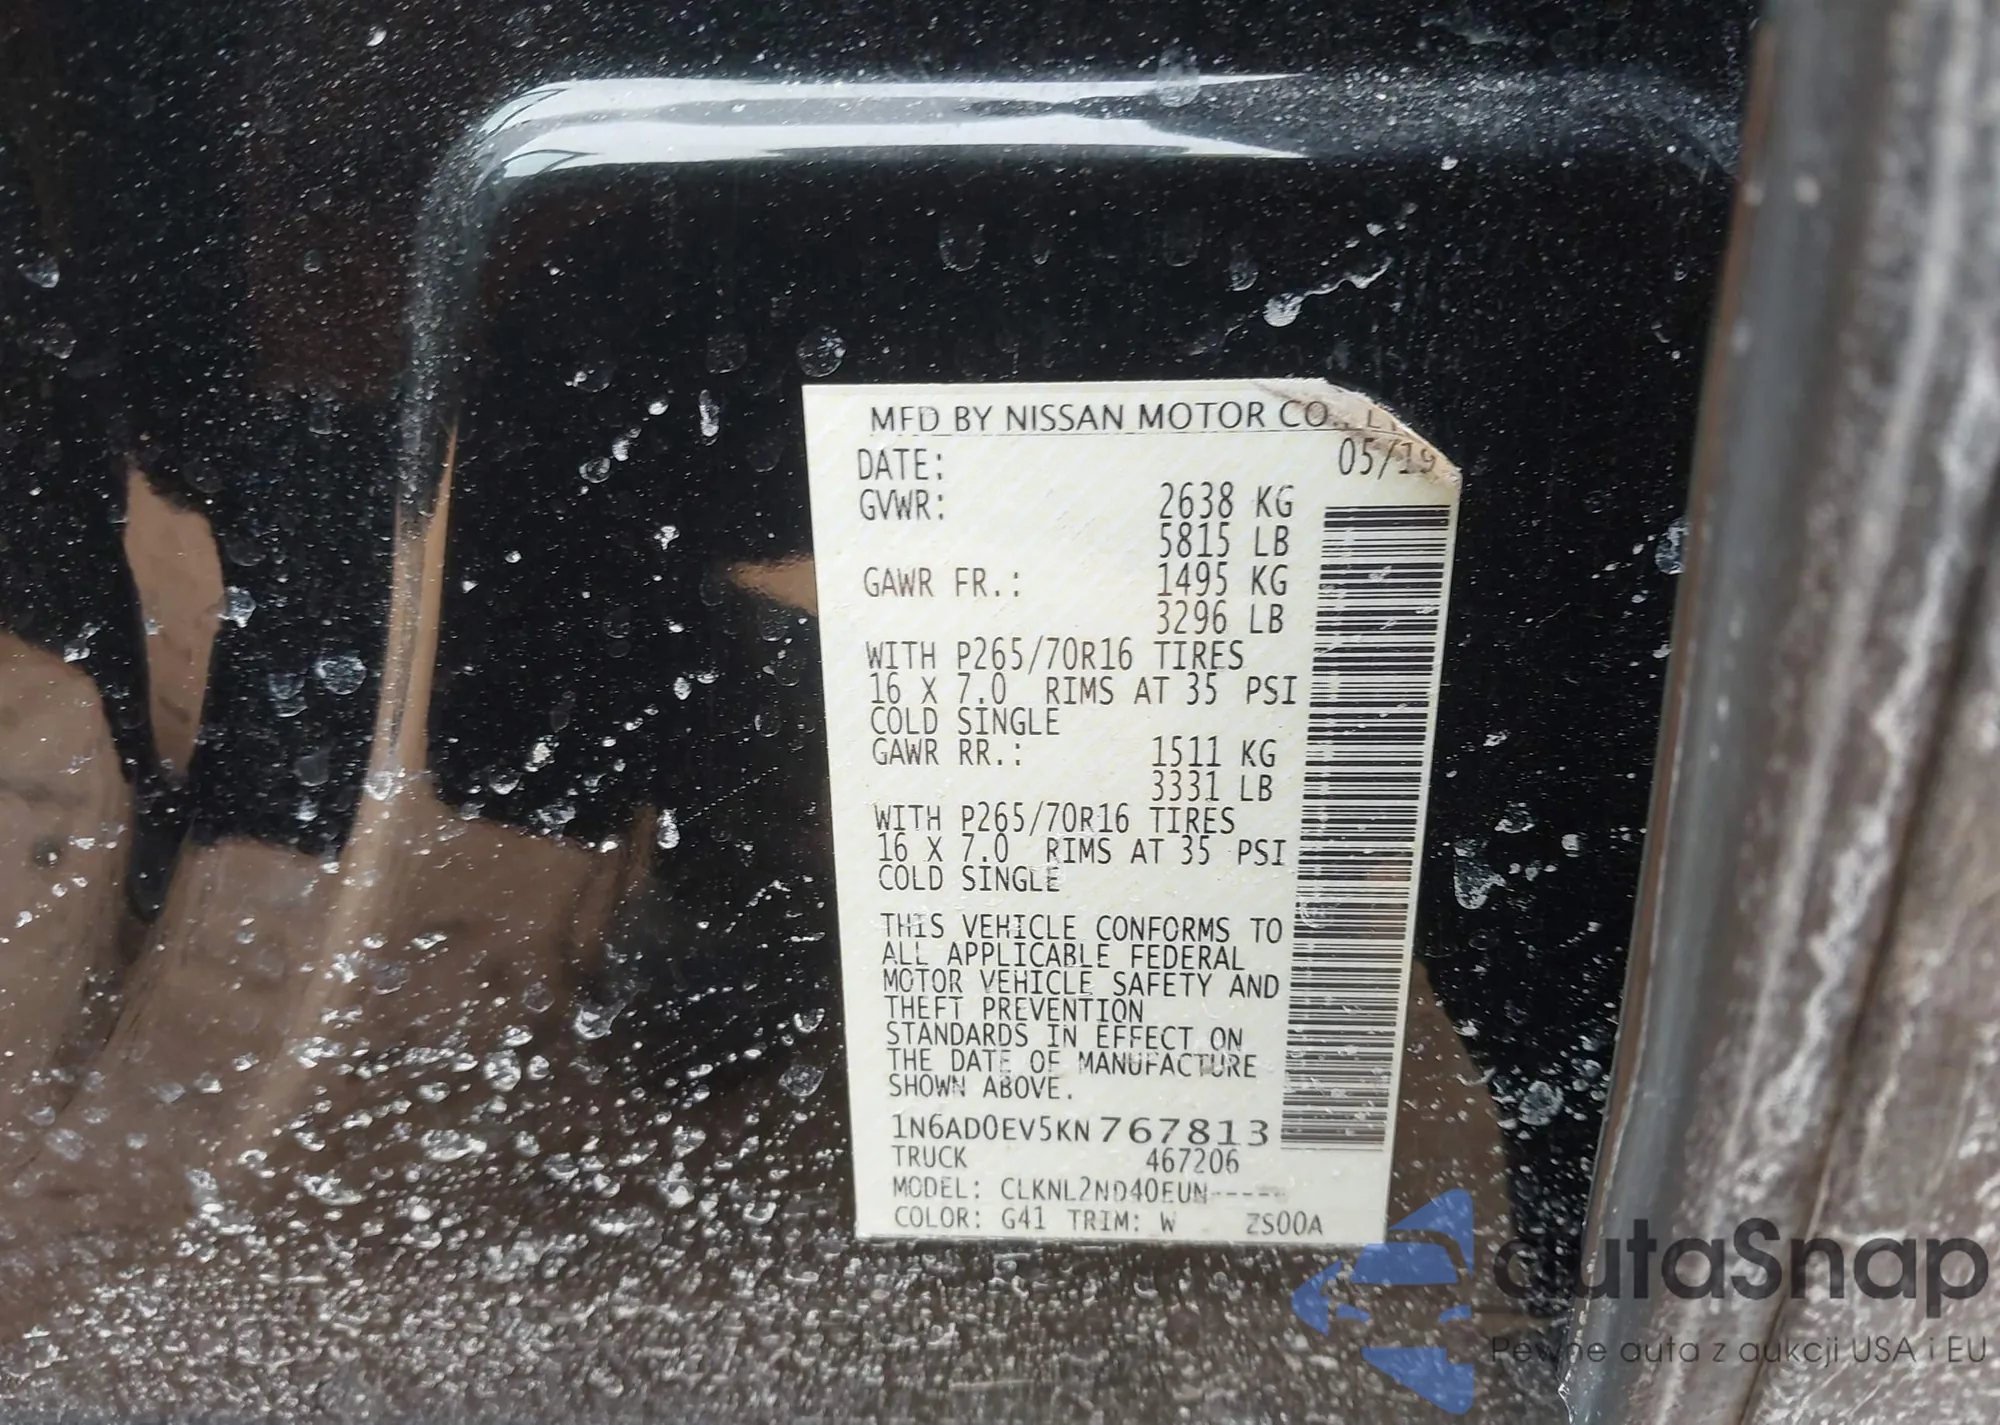 MFD BY NISSAN MOTOR CO.,
DATE: 05/19
GVWR: 2638 KG
5815 LB
GAWR FR.: 1495 KG
3296 LB
WITH P265/70R16 TIRES
16 X 7.0 RIMS AT 35 PSI
COLD SINGLE
GAWR RR.: 1511 KG
3331 LB
WITH P265/70R16 TIRES
16 X 7.0 RIMS AT 35 PSI
COLD SINGLE
THIS VEHICLE CONFORMS TO
ALL APPLICABLE FEDERAL
MOTOR VEHICLE SAFETY AND
THEFT PREVENTION
STANDARDS IN EFFECT ON
THE DATE OF MANUFACTURE
SHOWN ABOVE.
1N6AD0EV5KN767813
TRUCK 467206
MODEL: CLKNL2ND40EUN-----
COLOR: G41 TRIM: W ZS00A
autaSnap
Pewne auta z aukcji USA i EU